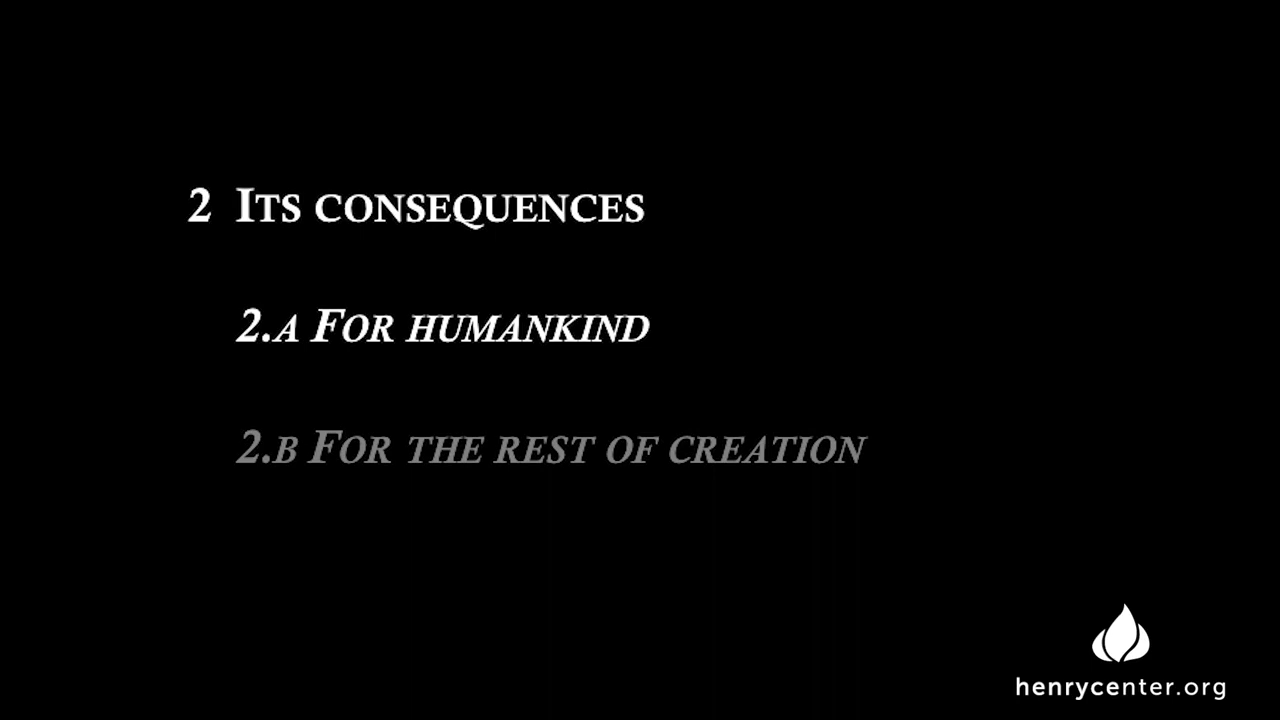 2 Its consequences
2.a For humankind
2.b For the rest of creation
henrycenter.org